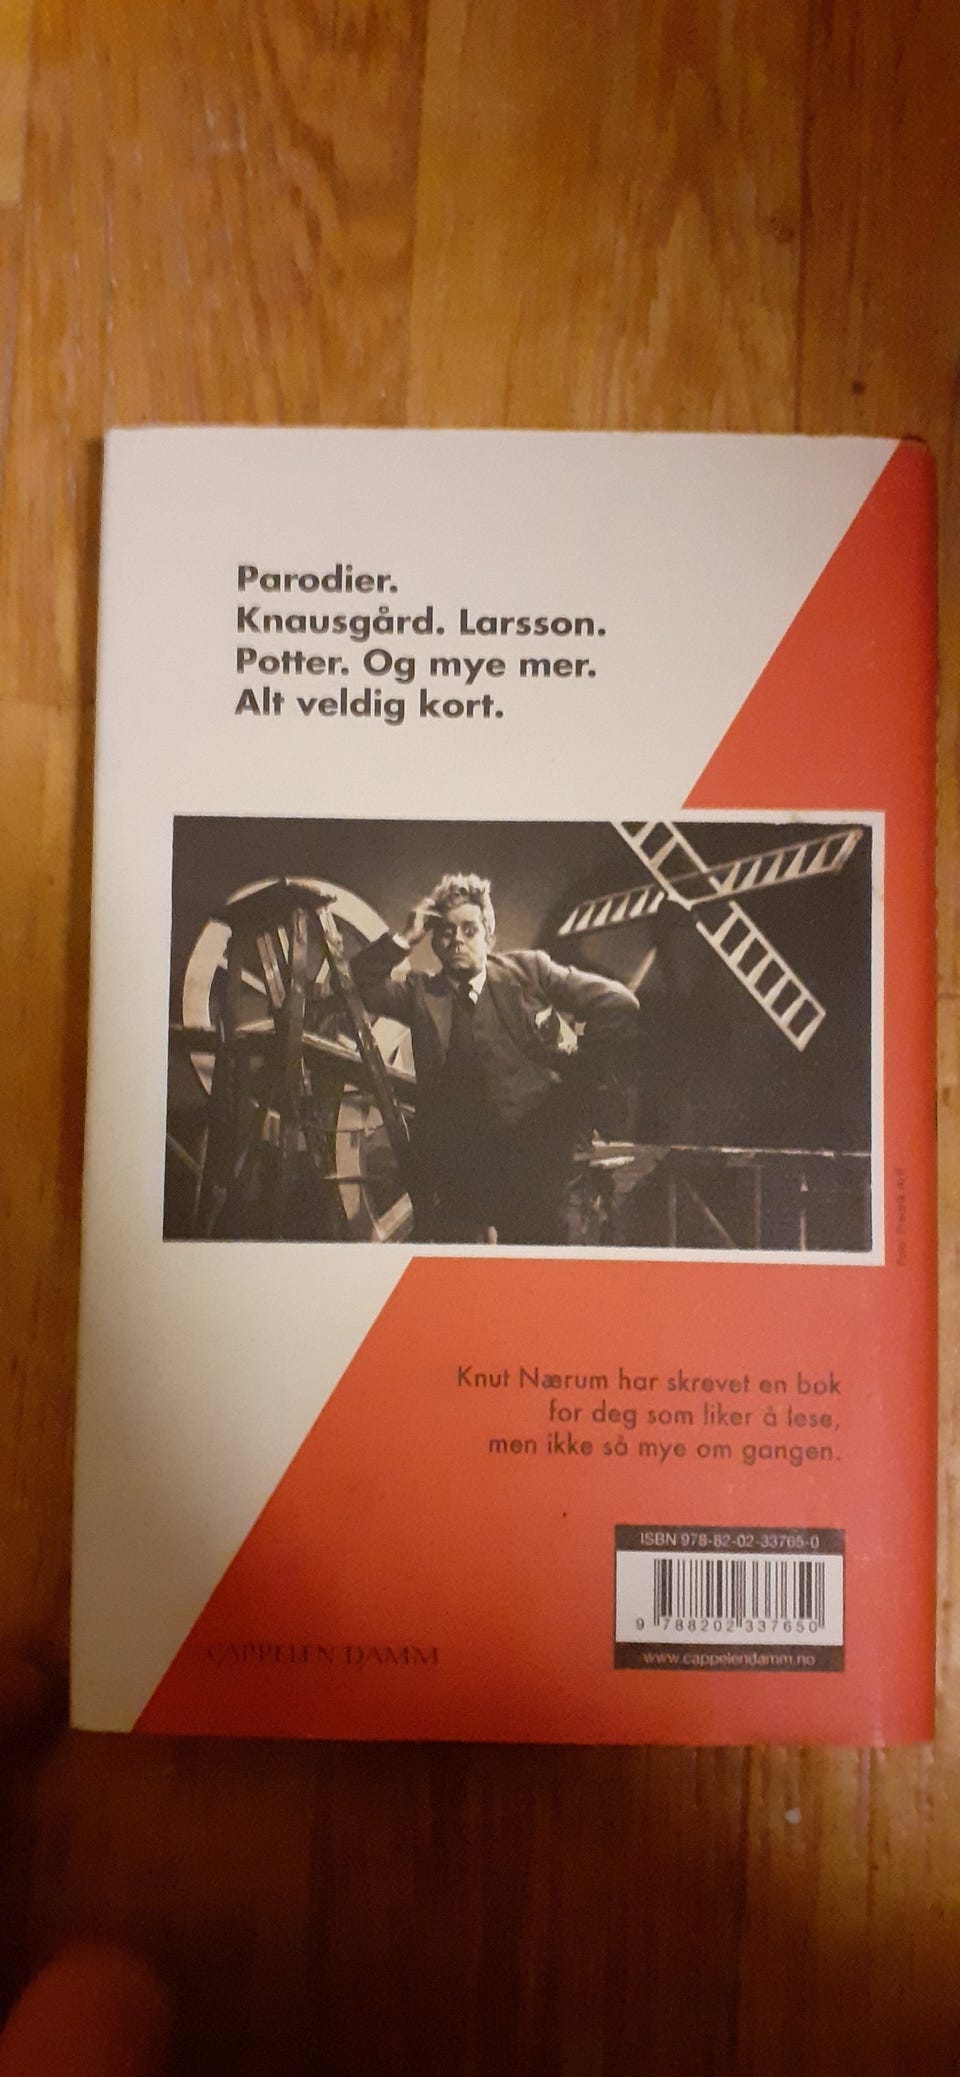 Parodier.
Knausgård. Larsson.
Potter. Og mye mer.
Alt veldig kort.
Knut Nærum har skrevet en bok
for deg som liker å lese,
men ikke så mye om gangen.
ISBN 978-82-02-33765-0
9 788202 337650
www.cappelendamm.no
CAPPELEN DAMM